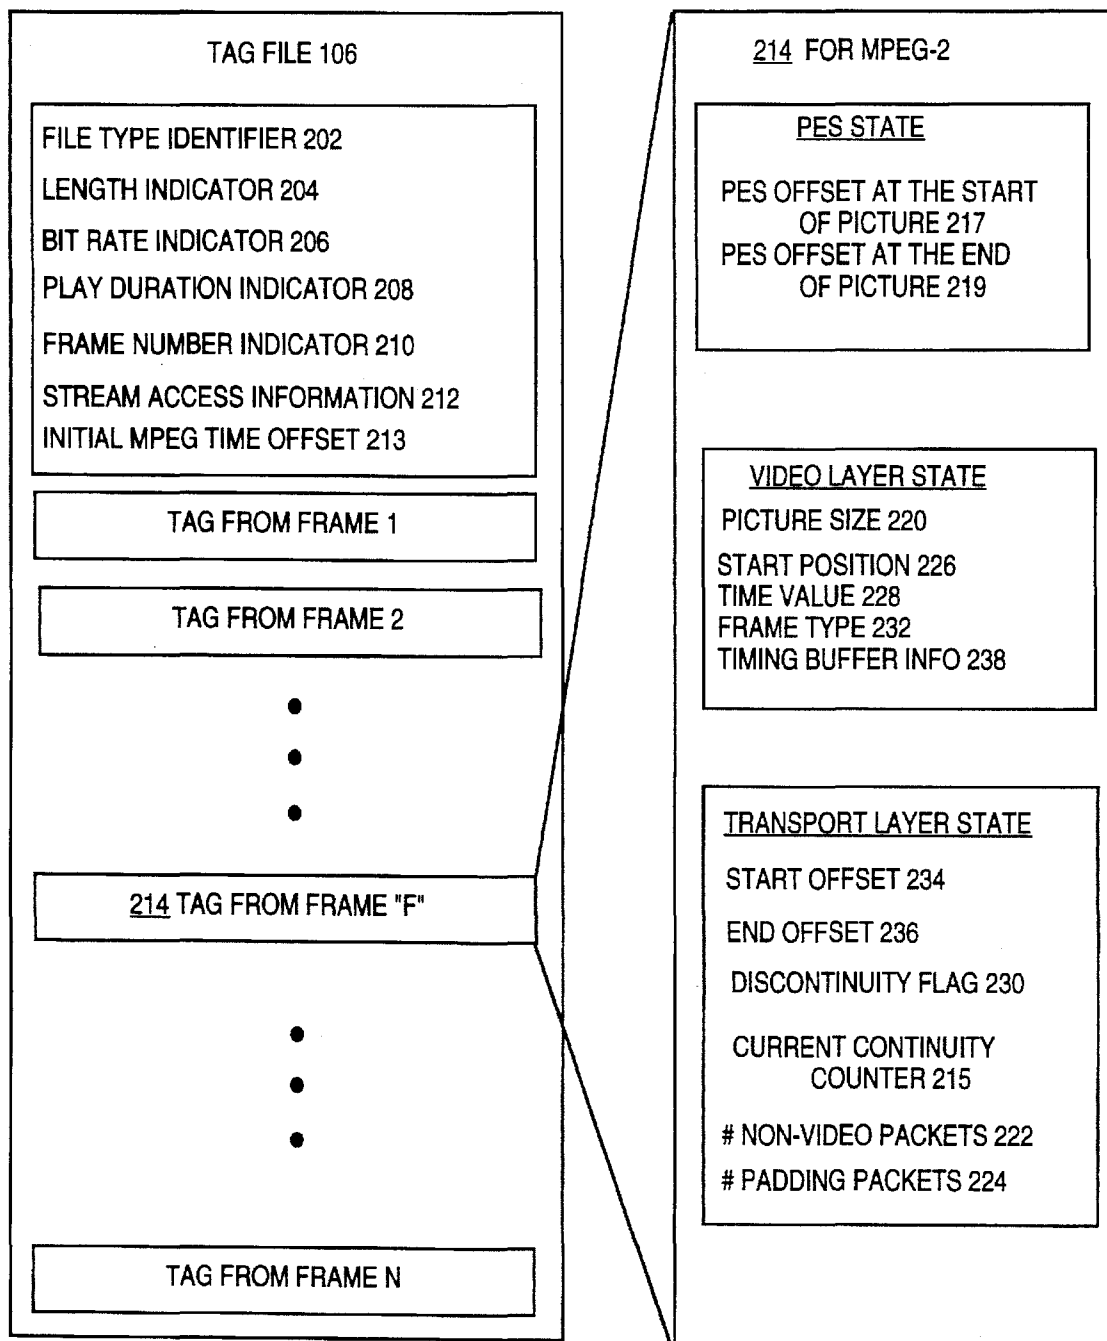 TAG FILE 106
FILE TYPE IDENTIFIER 202
LENGTH INDICATOR 204
BIT RATE INDICATOR 206
PLAY DURATION INDICATOR 208
FRAME NUMBER INDICATOR 210
STREAM ACCESS INFORMATION 212
INITIAL MPEG TIME OFFSET 213
TAG FROM FRAME 1
TAG FROM FRAME 2
214 TAG FROM FRAME "F"
TAG FROM FRAME N
214 FOR MPEG-2
PES STATE
PES OFFSET AT THE START
OF PICTURE 217
PES OFFSET AT THE END
OF PICTURE 219
VIDEO LAYER STATE
PICTURE SIZE 220
START POSITION 226
TIME VALUE 228
FRAME TYPE 232
TIMING BUFFER INFO 238
TRANSPORT LAYER STATE
START OFFSET 234
END OFFSET 236
DISCONTINUITY FLAG 230
CURRENT CONTINUITY
COUNTER 215
# NON-VIDEO PACKETS 222
# PADDING PACKETS 224